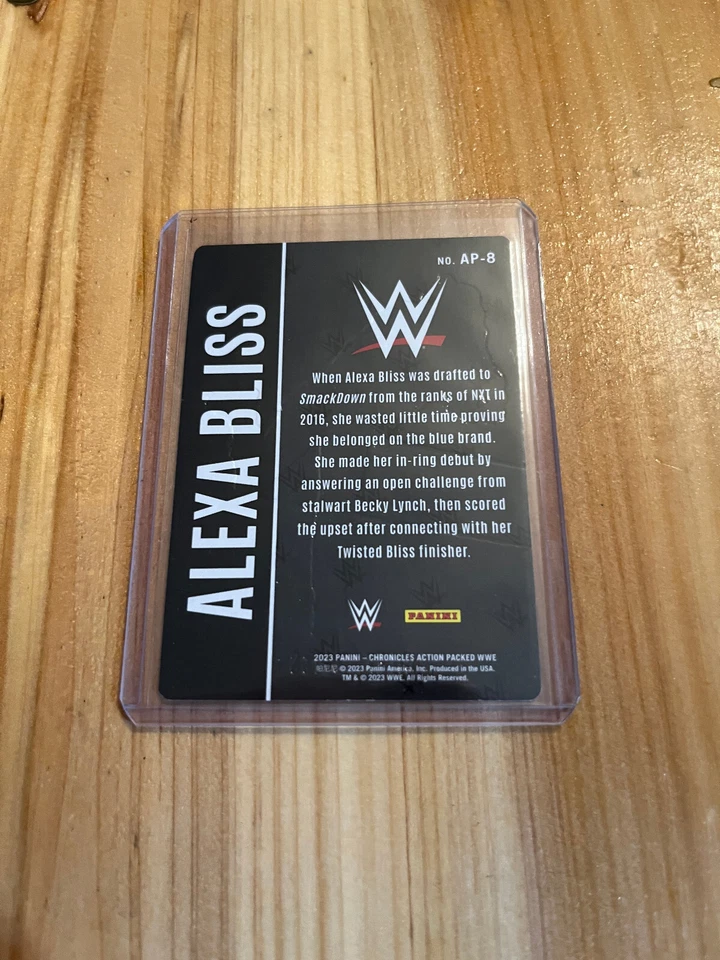 NO. AP-8
ALEXA BLISS
W
When Alexa Bliss was drafted to
SmackDown from the ranks of NXT in
2016, she wasted little time proving
she belonged on the blue brand.
She made her in-ring debut by
answering an open challenge from
stalwart Becky Lynch, then scored
the upset after connecting with her
Twisted Bliss finisher.
W PANINI
2023 PANINI – CHRONICLES ACTION PACKED WWE
© 2023 Panini America, Inc. Produced in the USA.
TM & © 2023 WWE. All Rights Reserved.